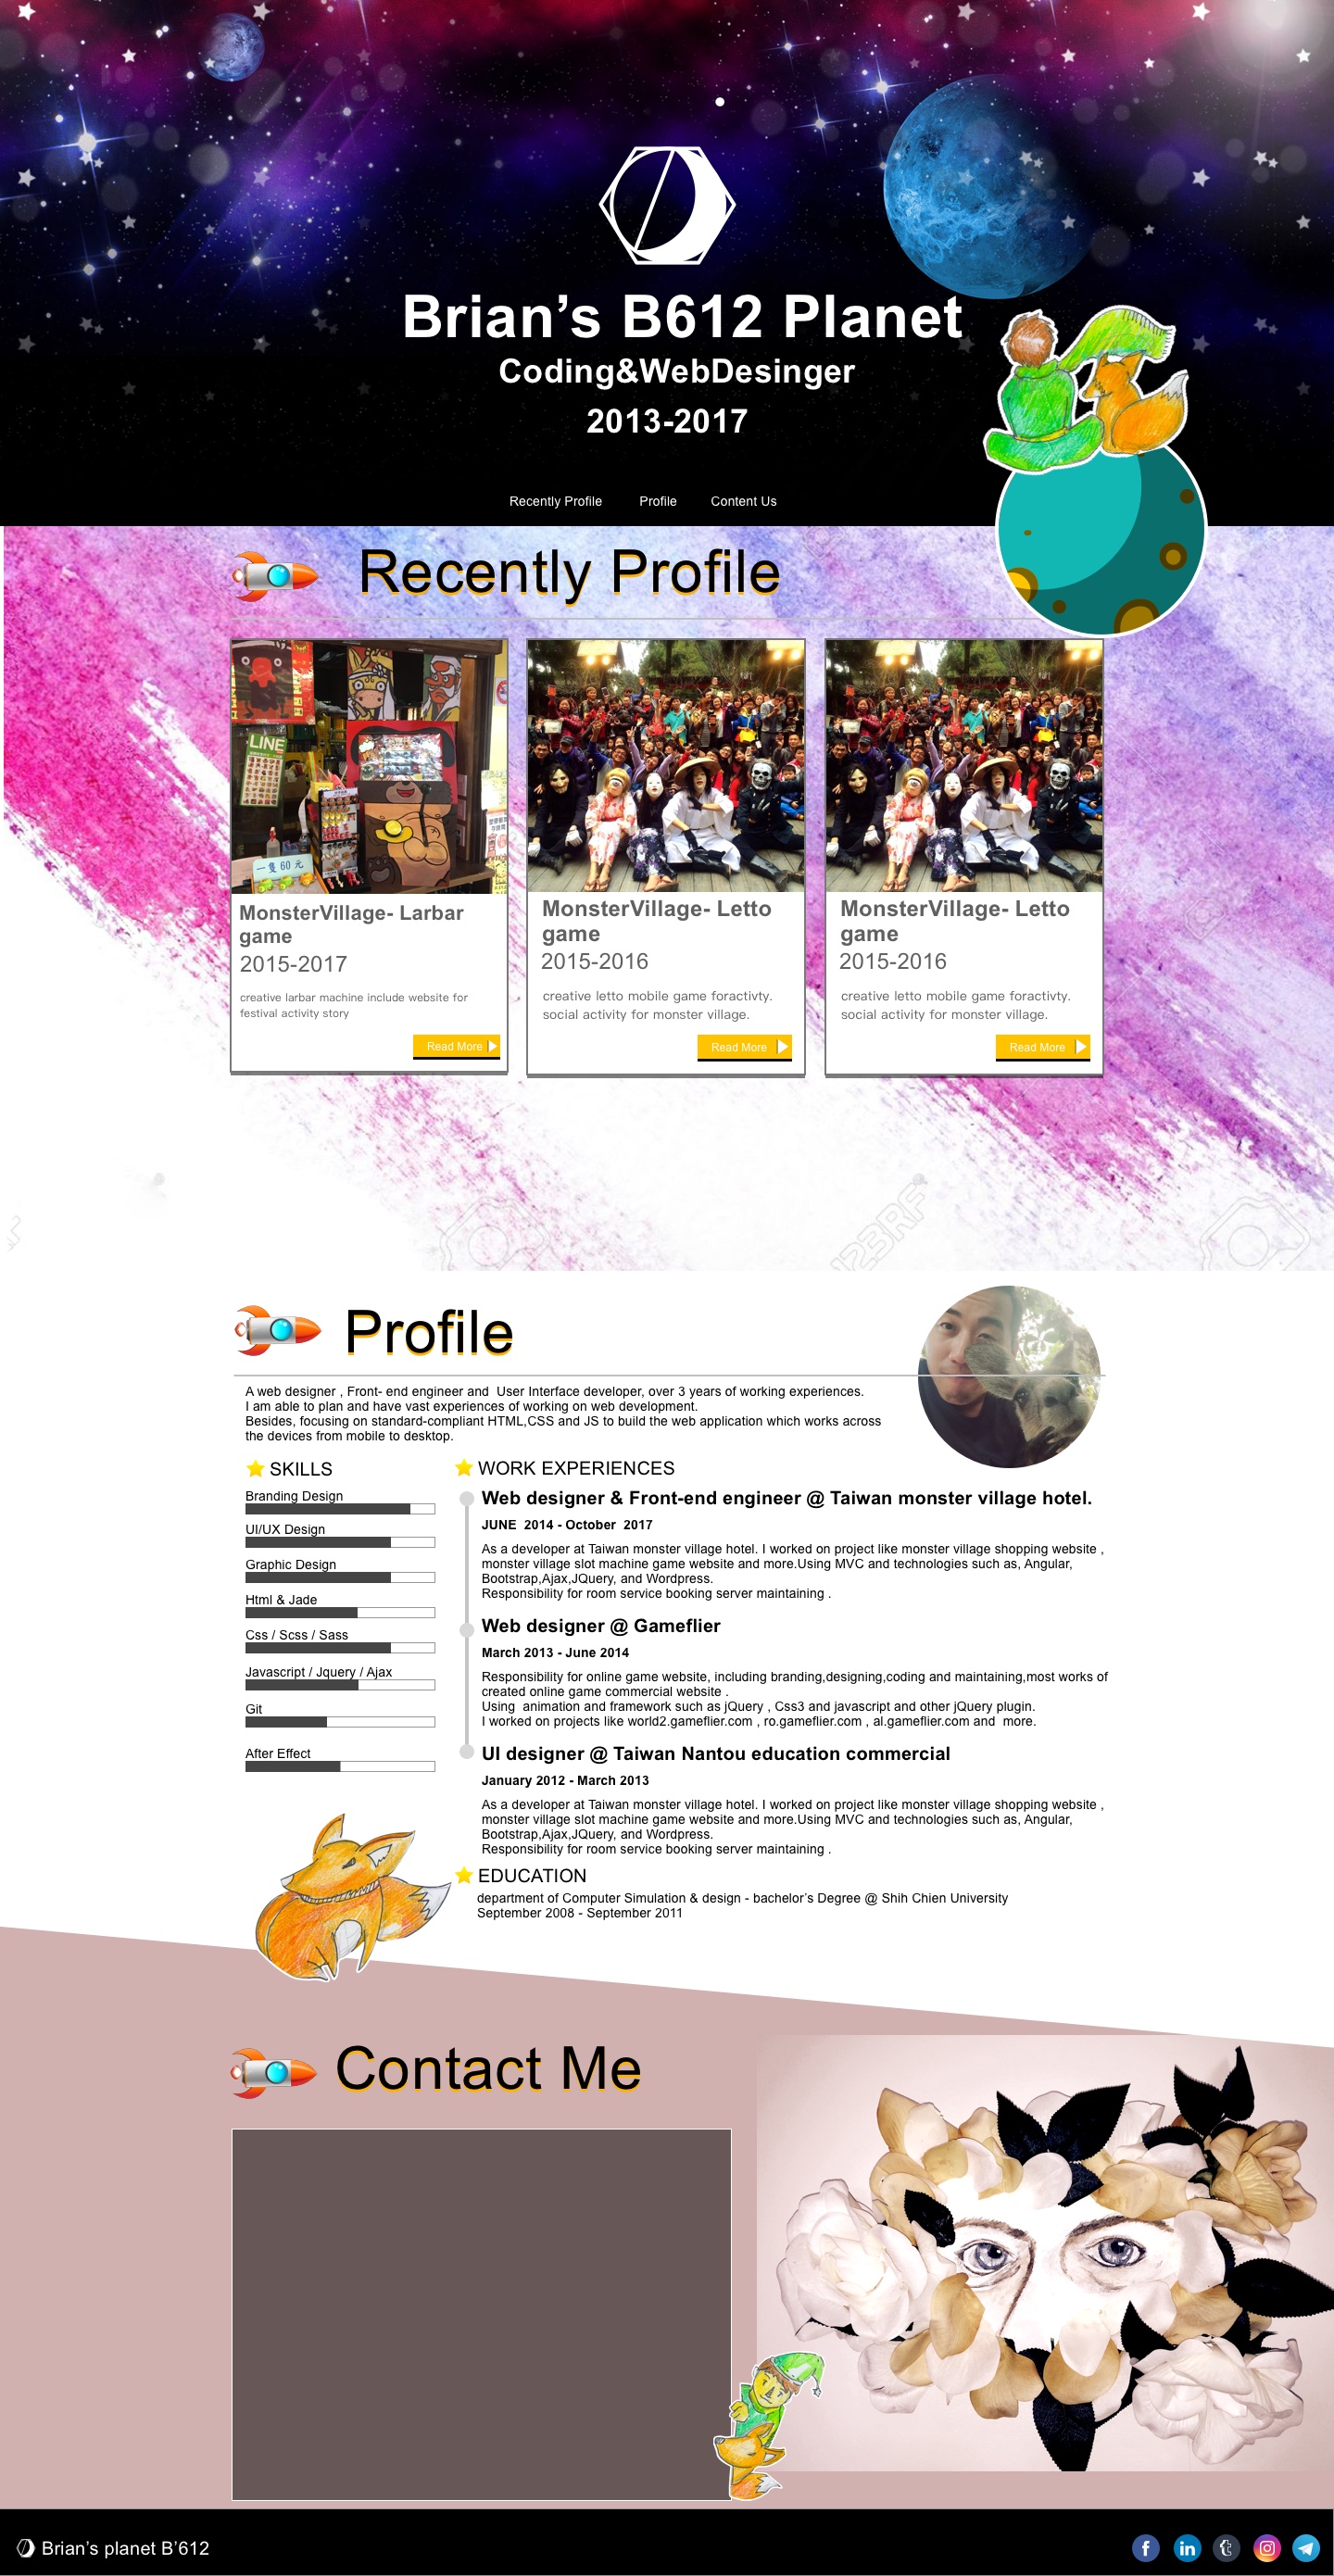 Brian’s B612 Planet
Coding&WebDesinger
2013-2017
Recently Profile
Profile
Content Us
Recently Profile
LINE
一隻60元
MonsterVillage- Larbar
game
2015-2017
creative larbar machine include website for
festival activity story
Read More
MonsterVillage- Letto
game
2015-2016
creative letto mobile game foractivty.
social activity for monster village.
Read More
MonsterVillage- Letto
game
2015-2016
creative letto mobile game foractivty.
social activity for monster village.
Read More
123RF
Profile
A web designer , Front- end engineer and  User Interface developer, over 3 years of working experiences.
I am able to plan and have vast experiences of working on web development.
Besides, focusing on standard-compliant HTML,CSS and JS to build the web application which works across
the devices from mobile to desktop.
SKILLS
Branding Design
UI/UX Design
Graphic Design
Html & Jade
Css / Scss / Sass
Javascript / Jquery / Ajax
Git
After Effect
WORK EXPERIENCES
Web designer & Front-end engineer @ Taiwan monster village hotel.
JUNE  2014 - October  2017
As a developer at Taiwan monster village hotel. I worked on project like monster village shopping website ,
monster village slot machine game website and more.Using MVC and technologies such as, Angular,
Bootstrap,Ajax,JQuery, and Wordpress.
Responsibility for room service booking server maintaining .
Web designer @ Gameflier
March 2013 - June 2014
Responsibility for online game website, including branding,designing,coding and maintaining,most works of
created online game commercial website .
Using  animation and framework such as jQuery , Css3 and javascript and other jQuery plugin.
I worked on projects like world2.gameflier.com , ro.gameflier.com , al.gameflier.com and  more.
UI designer @ Taiwan Nantou education commercial
January 2012 - March 2013
As a developer at Taiwan monster village hotel. I worked on project like monster village shopping website ,
monster village slot machine game website and more.Using MVC and technologies such as, Angular,
Bootstrap,Ajax,JQuery, and Wordpress.
Responsibility for room service booking server maintaining .
EDUCATION
department of Computer Simulation & design - bachelor’s Degree @ Shih Chien University
September 2008 - September 2011
Contact Me
Brian’s planet B’612